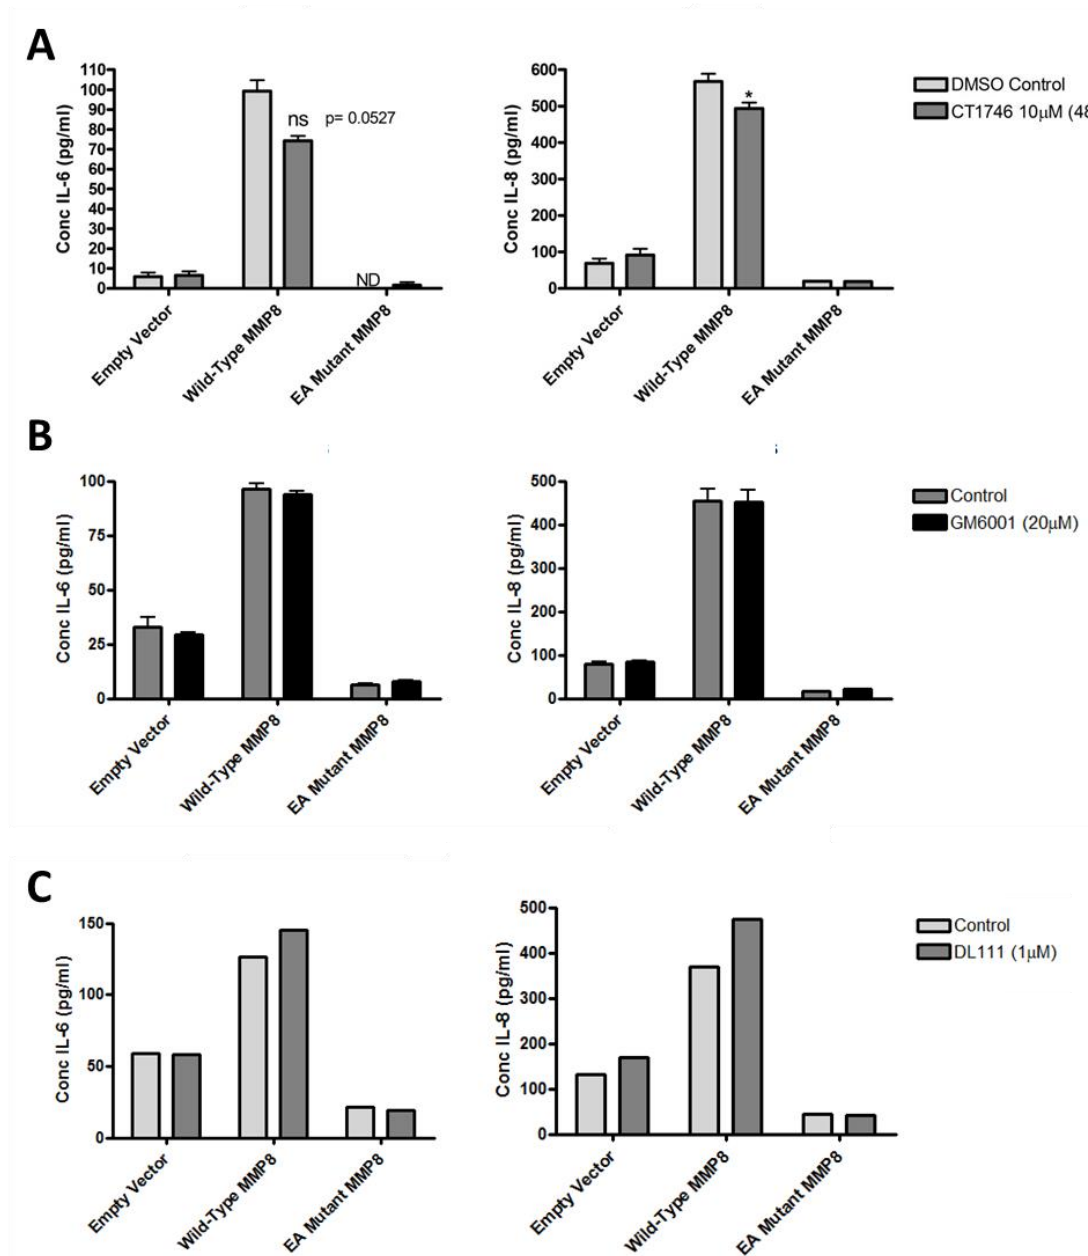 A
Conc IL-6 (pg/ml)
110
100
90
80
70
60
50
40
30
20
10
0
ns p= 0.0527
ND
Empty Vector
Wild-Type MMP8
EA Mutant MMP8
Conc IL-8 (pg/ml)
600
500
400
300
200
100
0
*
Empty Vector
Wild-Type MMP8
EA Mutant MMP8
DMSO Control
CT1746 10μM (48
B
Conc IL-6 (pg/ml)
100
75
50
25
0
Empty Vector
Wild-Type MMP8
EA Mutant MMP8
Conc IL-8 (pg/ml)
500
400
300
200
100
0
Empty Vector
Wild-Type MMP8
EA Mutant MMP8
Control
GM6001 (20μM)
C
Conc IL-6 (pg/ml)
150
100
50
0
Empty Vector
Wild-Type MMP8
EA Mutant MMP8
Conc IL-8 (pg/ml)
500
400
300
200
100
0
Empty Vector
Wild-Type MMP8
EA Mutant MMP8
Control
DL111 (1μM)